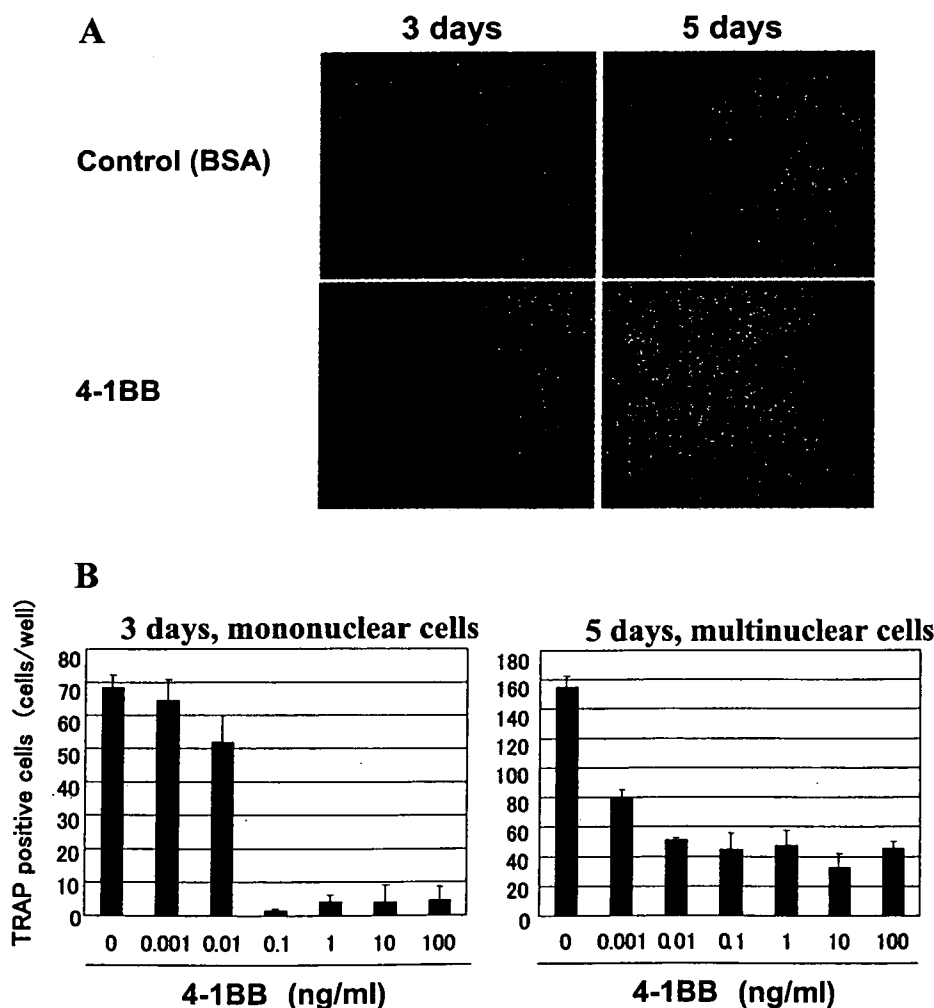 A
3 days 5 days
Control (BSA)
4-1BB
B
3 days, mononuclear cells
5 days, multinuclear cells
TRAP positive cells (cells/well)
80
70
60
50
40
30
20
10
0
0 0.001 0.01 0.1 1 10 100
4-1BB (ng/ml)
180
160
140
120
100
80
60
40
20
0
0 0.001 0.01 0.1 1 10 100
4-1BB (ng/ml)